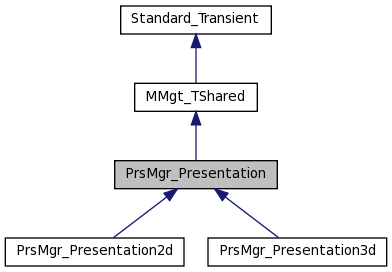 Standard_Transient
MMgt_TShared
PrsMgr_Presentation
PrsMgr_Presentation2d
PrsMgr_Presentation3d